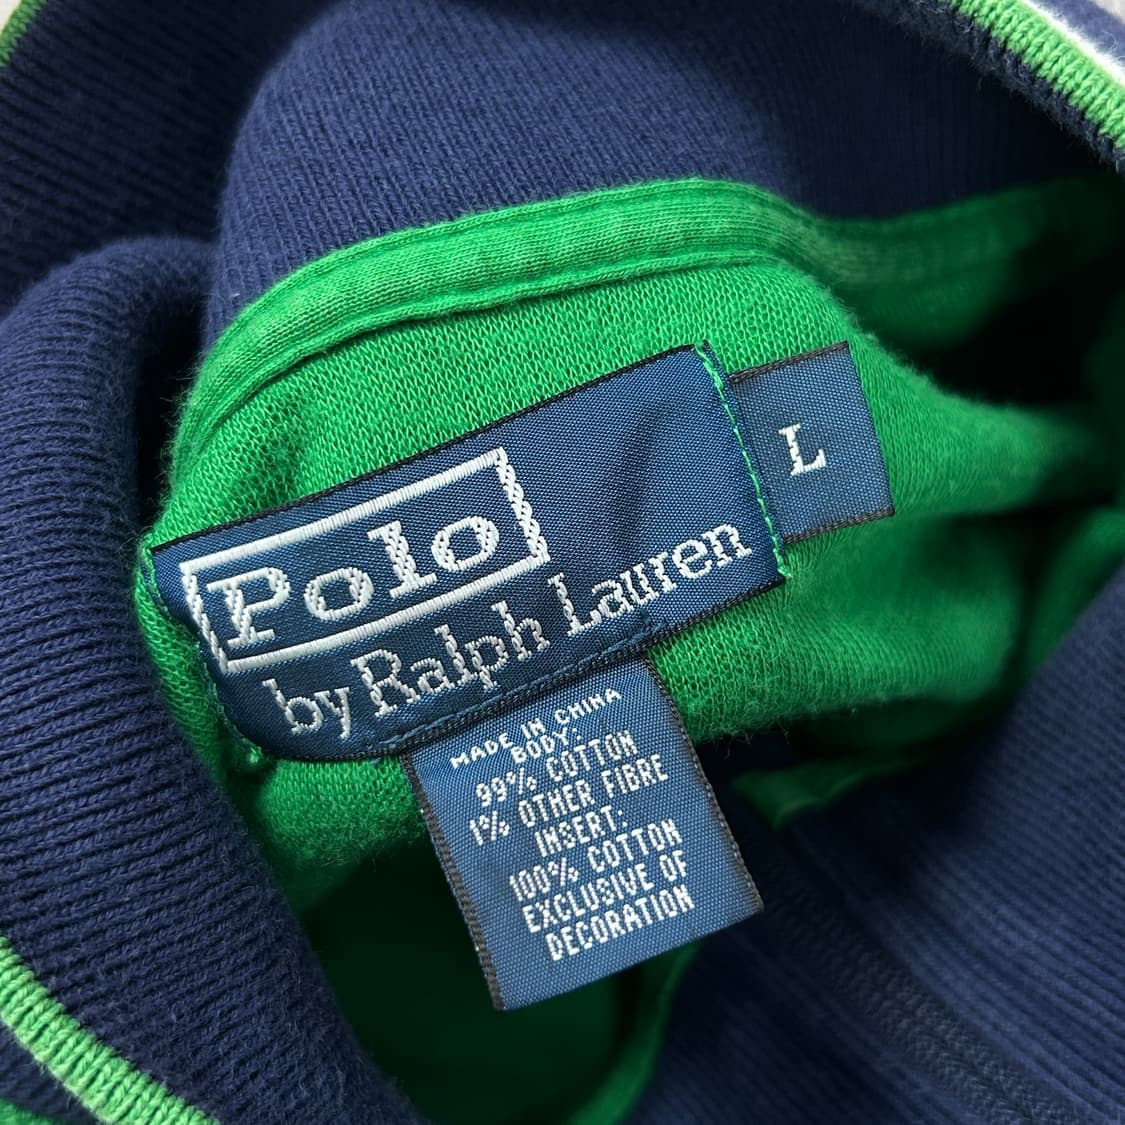 Polo
by Ralph Lauren
L
MADE IN CHINA
BODY:
99% COTTON
1% OTHER FIBRE
INSERT:
100% COTTON
EXCLUSIVE OF
DECORATION